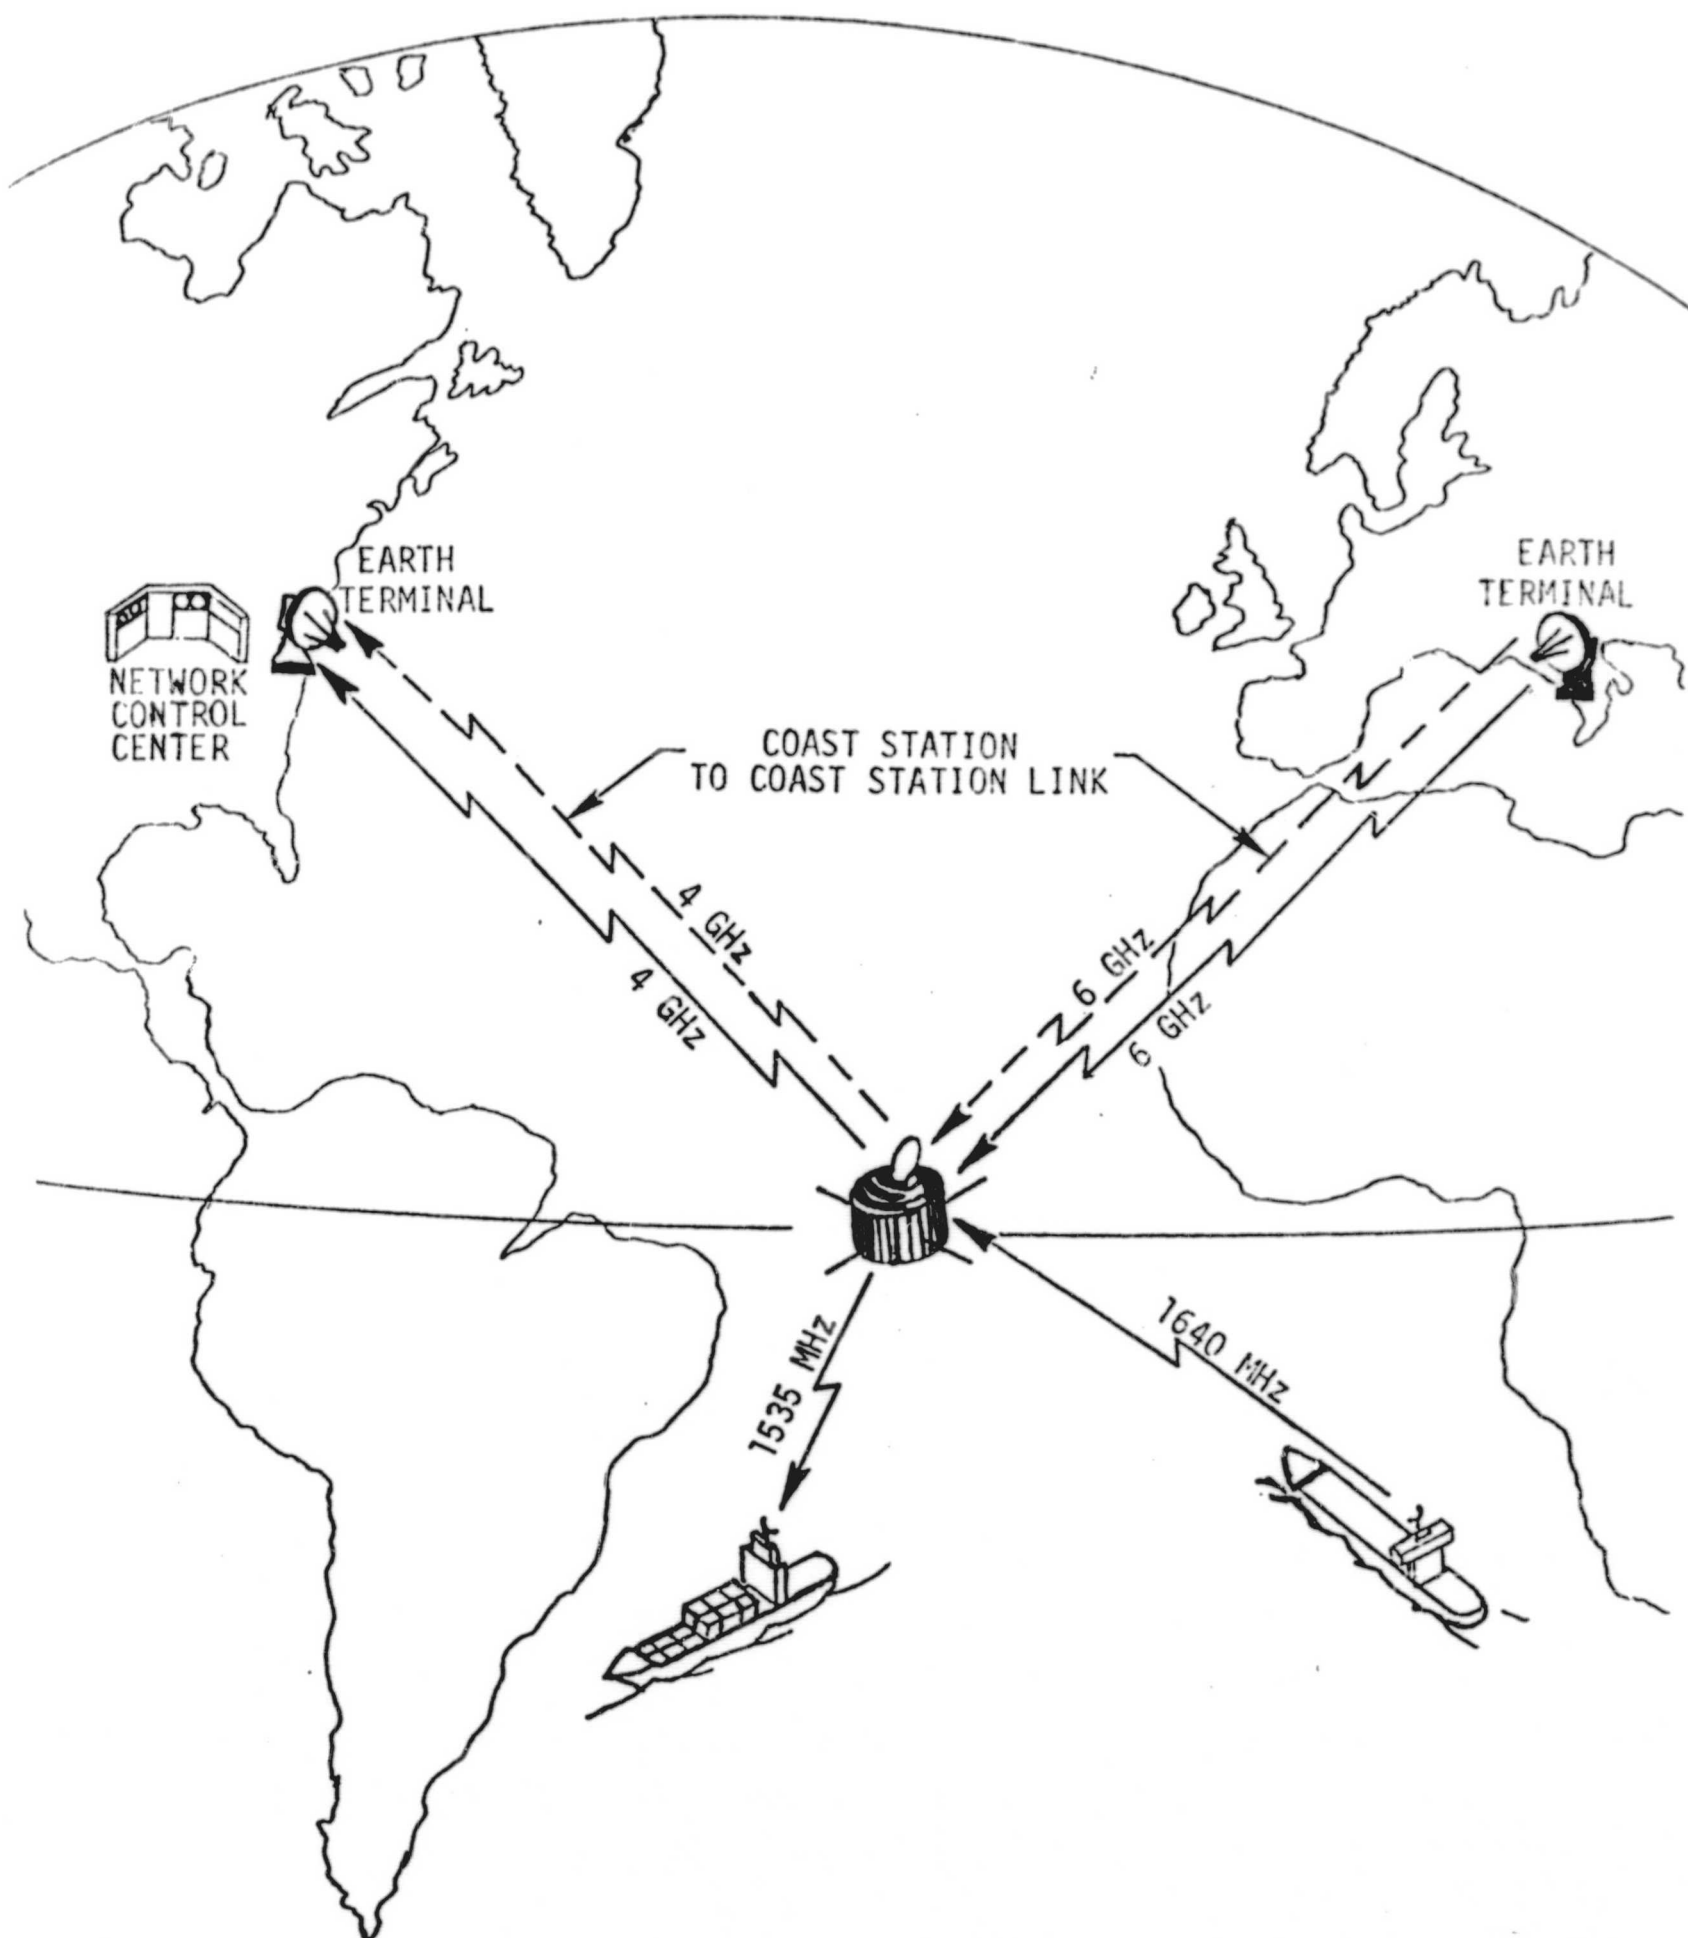 EARTH
TERMINAL
NETWORK
CONTROL
CENTER
EARTH
TERMINAL
COAST STATION
TO COAST STATION LINK
4 GHz
4 GHz
6 GHz
6 GHz
1535 MHz
1640 MHz